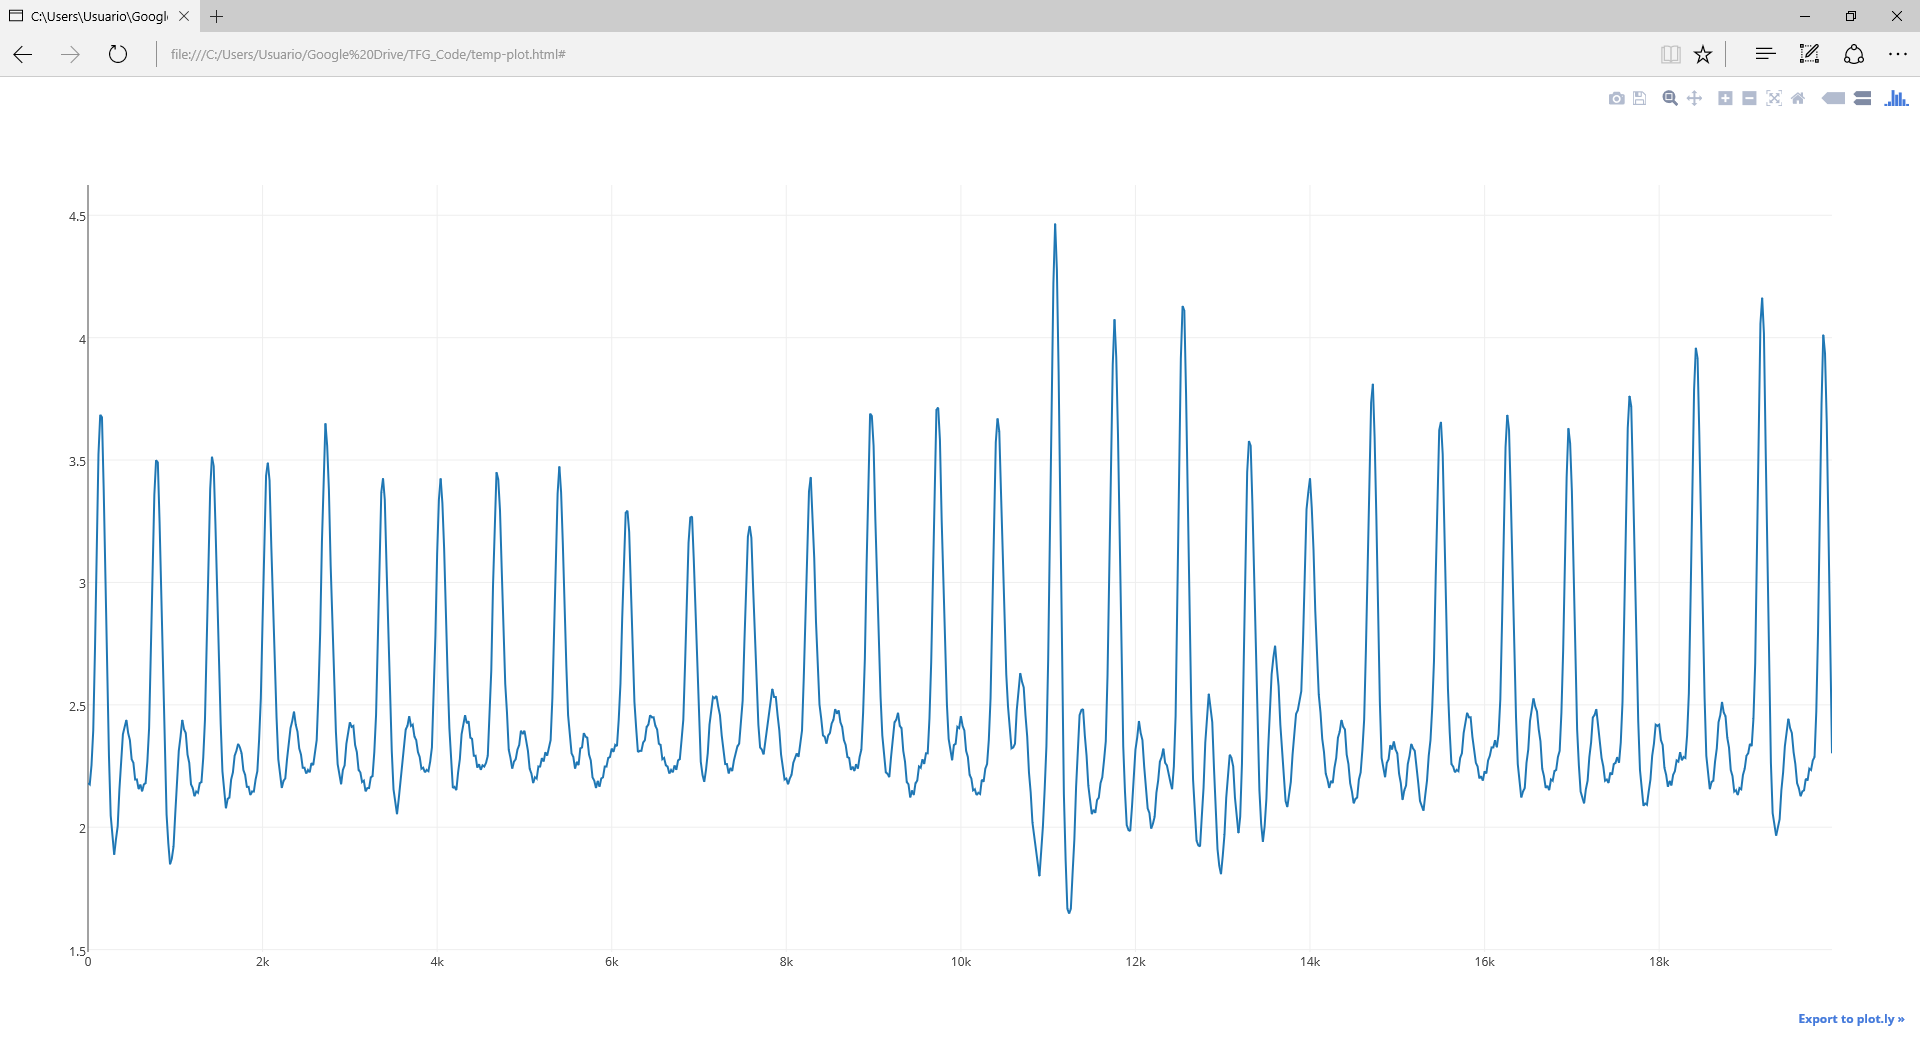 C:\Users\Usuario\Googl
file:///C:/Users/Usuario/Google%20Drive/TFG_Code/temp-plot.html#
4.5
4
3.5
3
2.5
2
1.5
0 2k 4k 6k 8k 10k 12k 14k 16k 18k
Export to plot.ly »